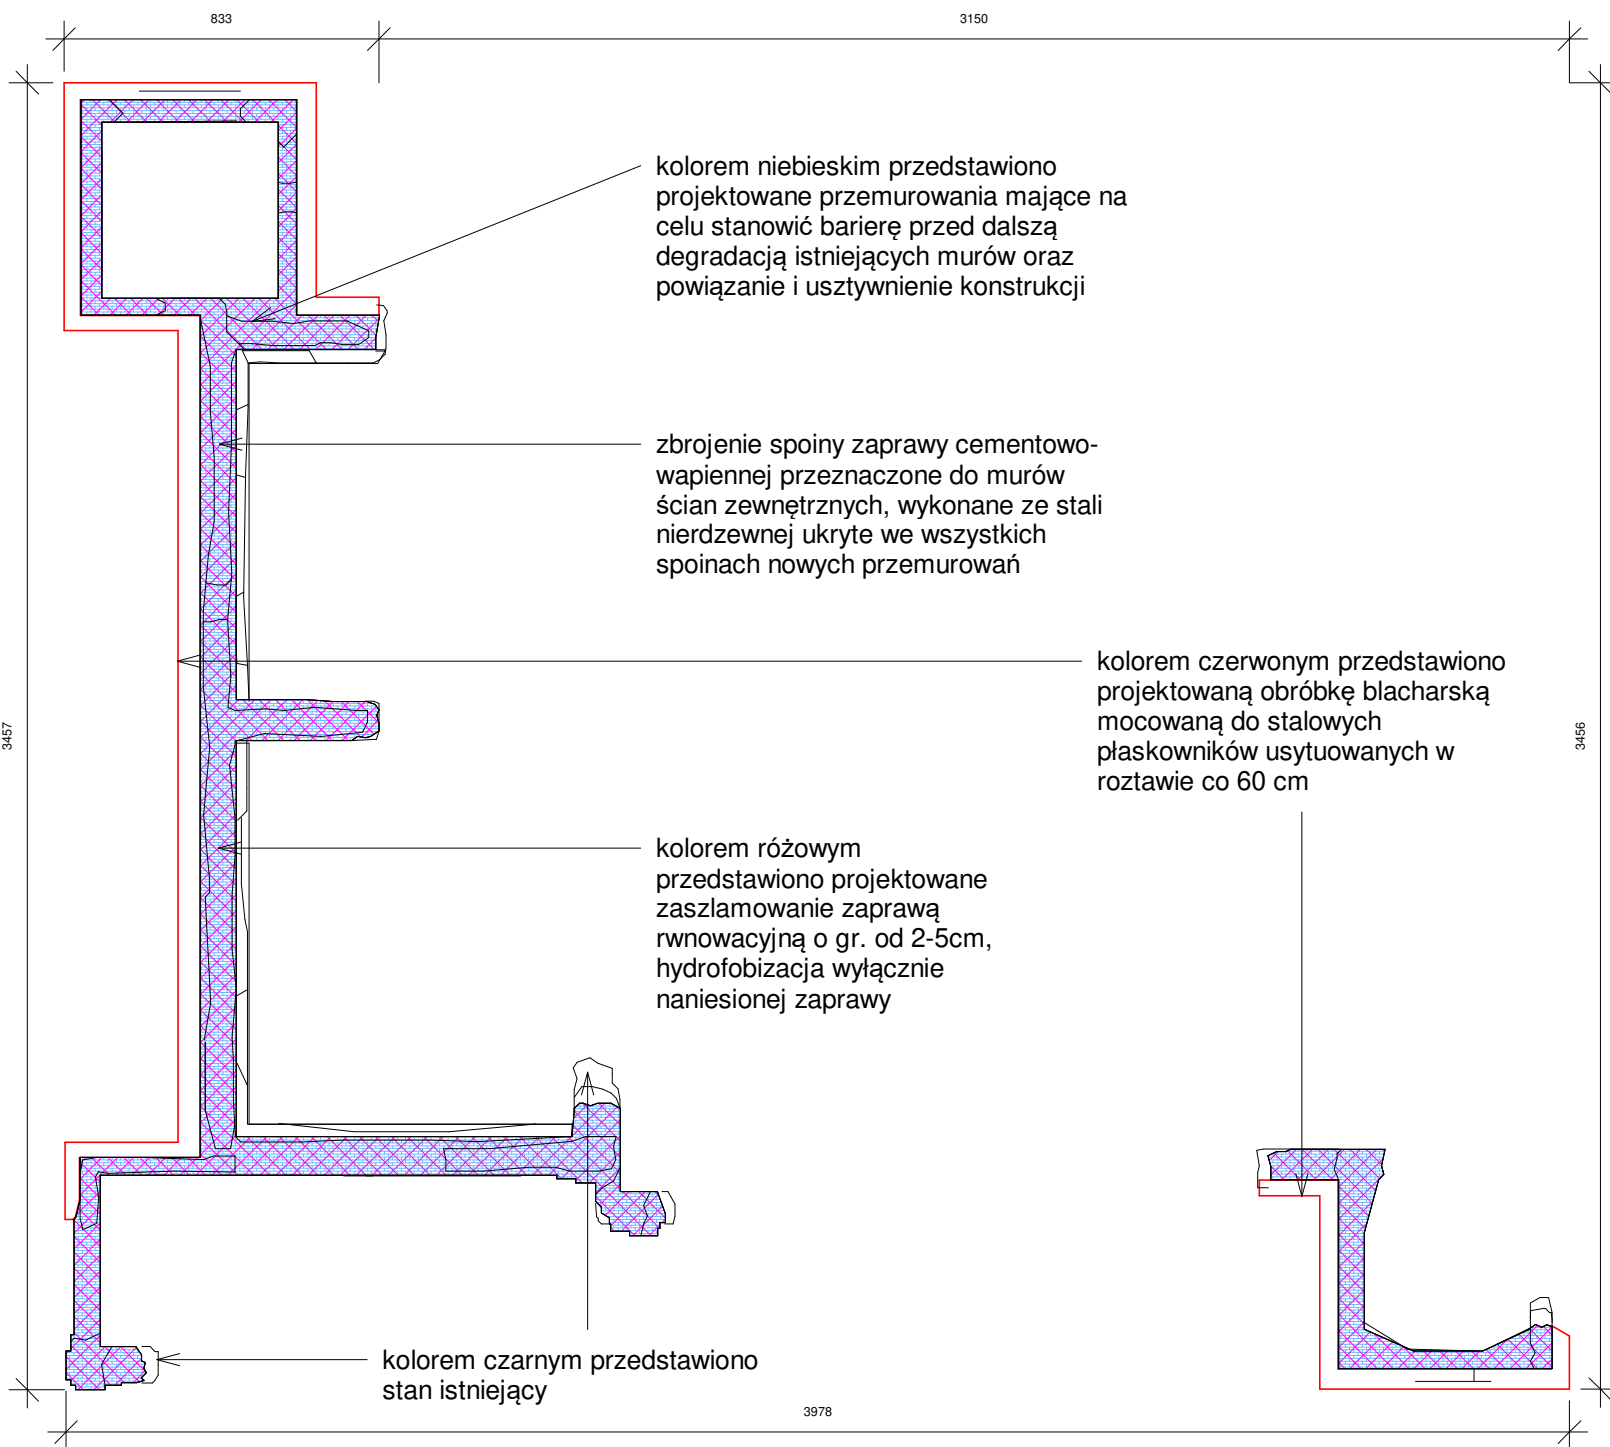 833
3150
kolorem niebieskim przedstawiono
projektowane przemurowania mające na
celu stanowić barierę przed dalszą
degradacją istniejących murów oraz
powiązanie i usztywnienie konstrukcji
zbrojenie spoiny zaprawy cementowo-
wapiennej przeznaczone do murów
ścian zewnętrznych, wykonane ze stali
nierdzewnej ukryte we wszystkich
spoinach nowych przemurowań
kolorem czerwonym przedstawiono
projektowaną obróbkę blacharską
mocowaną do stalowych
płaskowników usytuowanych w
roztawie co 60 cm
3457
3456
kolorem różowym
przedstawiono projektowane
zaszlamowanie zaprawą
rwnowacyjną o gr. od 2-5cm,
hydrofobizacja wyłącznie
naniesionej zaprawy
kolorem czarnym przedstawiono
stan istniejący
3978